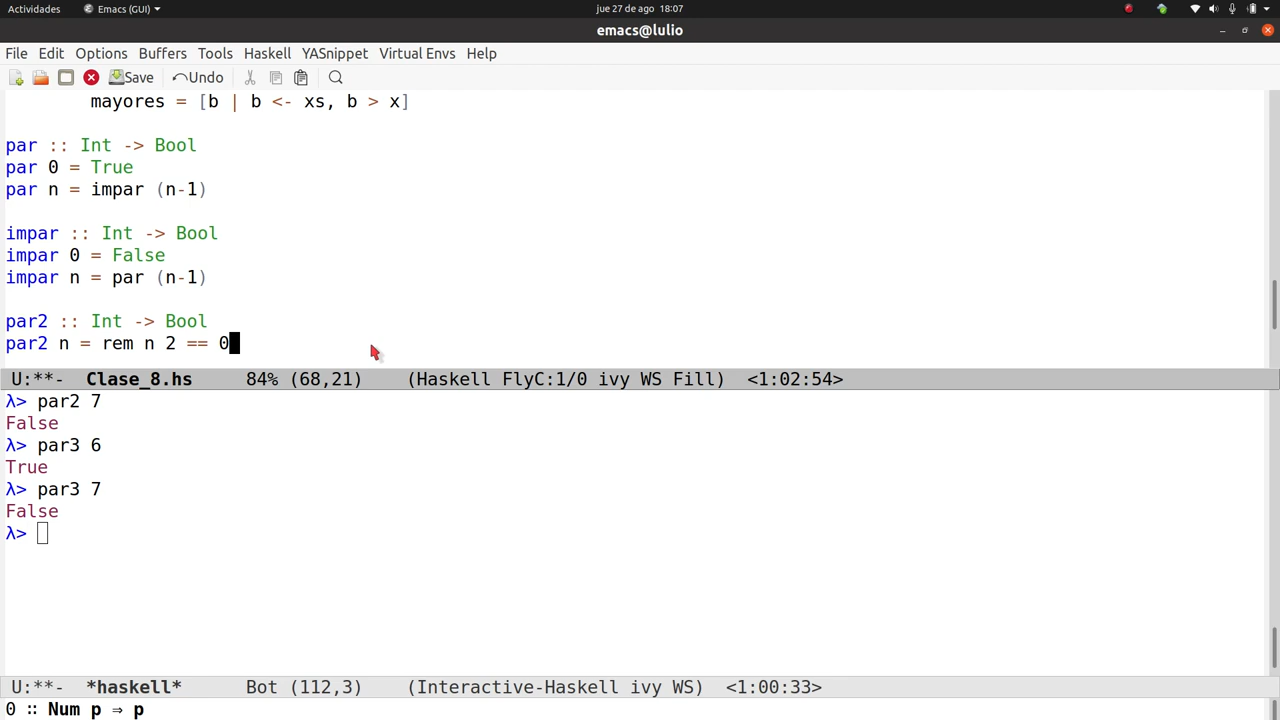 Actividades Emacs (GUI) jue 27 de ago 18:07
emacs@lulio
File Edit Options Buffers Tools Haskell YASnippet Virtual Envs Help
Save Undo
mayores = [b | b <- xs, b > x]
par :: Int -> Bool
par 0 = True
par n = impar (n-1)
impar :: Int -> Bool
impar 0 = False
impar n = par (n-1)
par2 :: Int -> Bool
par2 n = rem n 2 == 0
U:**- Clase_8.hs 84% (68,21) (Haskell FlyC:1/0 ivy WS Fill) <1:02:54>
λ> par2 7
False
λ> par3 6
True
λ> par3 7
False
λ>
U:**- *haskell* Bot (112,3) (Interactive-Haskell ivy WS) <1:00:33>
0 ∷ Num p ⇒ p